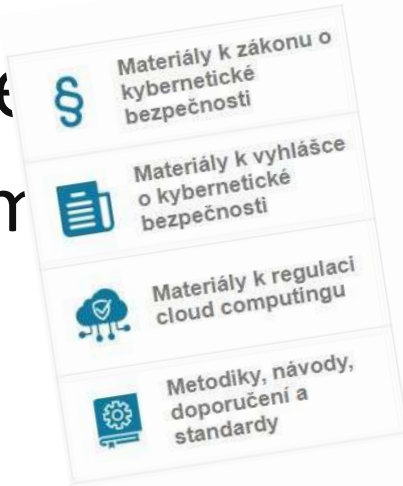 §
Materiály k zákonu o
kybernetické
bezpečnosti
Materiály k vyhlášce
o kybernetické
bezpečnosti
Materiály k regulaci
cloud computingu
Metodiky, návody,
doporučení a
standardy